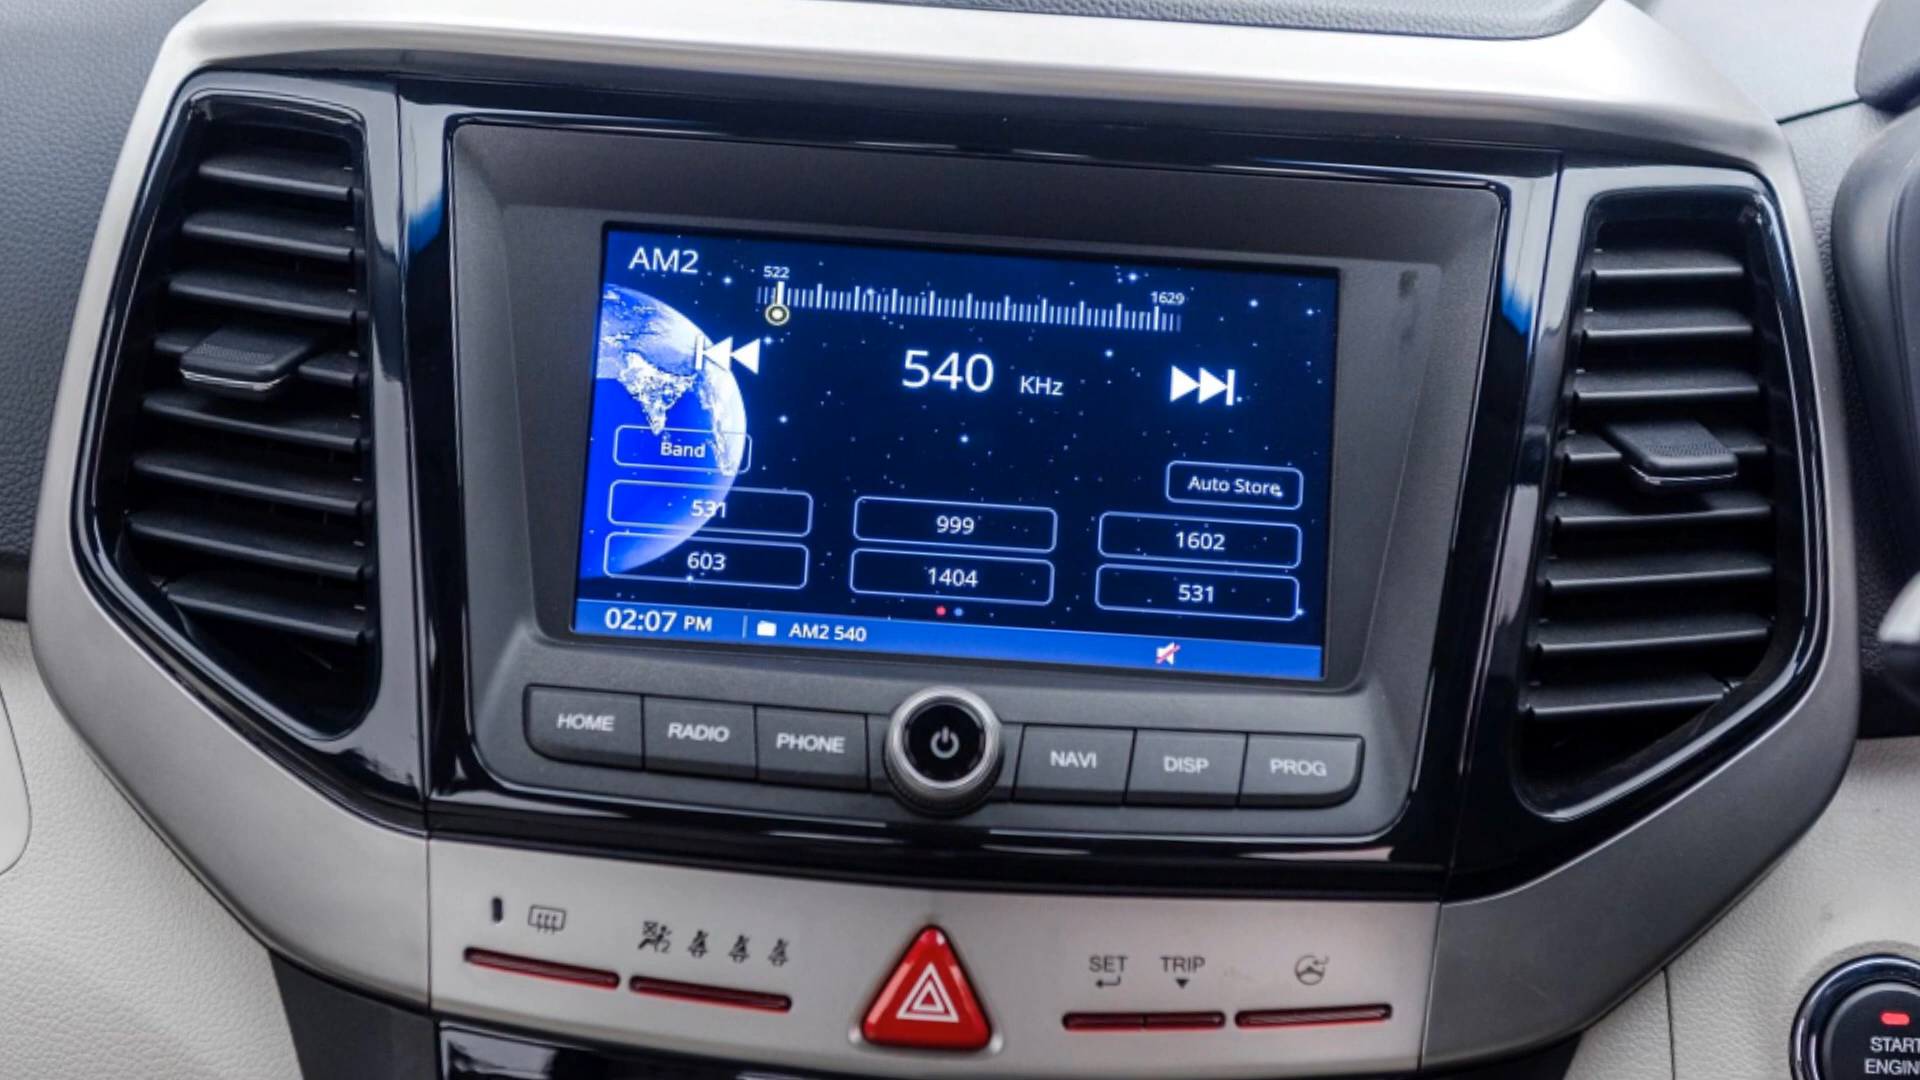 AM2
522
1629
540 KHz
Band
Auto Store
531
999
1602
603
1404
531
02:07 PM
AM2 540
HOME
RADIO
PHONE
NAVI
DISP
PROG
SET
TRIP
START